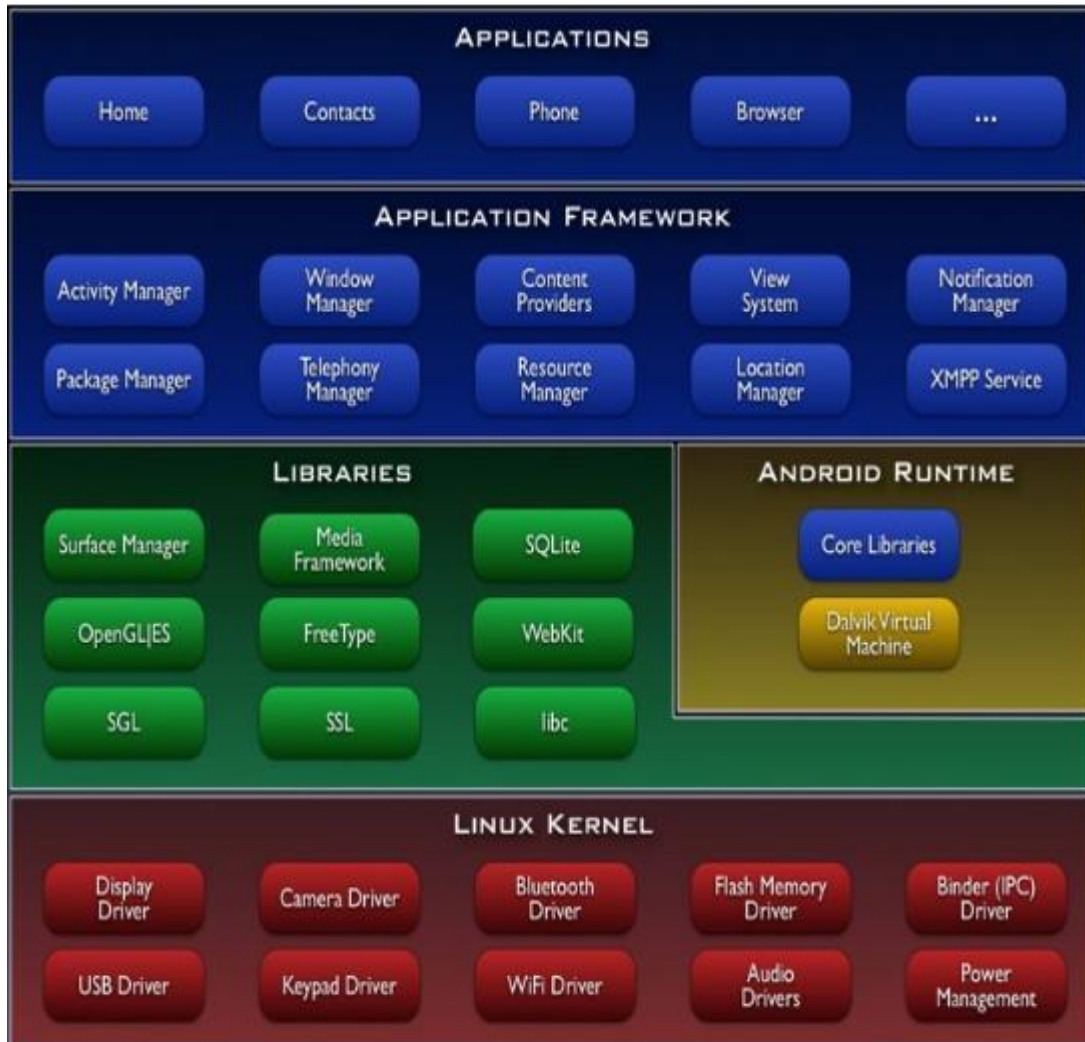 APPLICATIONS
Home
Contacts
Phone
Browser
...
APPLICATION FRAMEWORK
Activity Manager
Window
Manager
Content
Providers
View
System
Notification
Manager
Package Manager
Telephony
Manager
Resource
Manager
Location
Manager
XMPP Service
LIBRARIES
Surface Manager
Media
Framework
SQLite
OpenGL|ES
FreeType
WebKit
SGL
SSL
libc
ANDROID RUNTIME
Core Libraries
Dalvik Virtual
Machine
LINUX KERNEL
Display
Driver
Camera Driver
Bluetooth
Driver
Flash Memory
Driver
Binder (IPC)
Driver
USB Driver
Keypad Driver
WiFi Driver
Audio
Drivers
Power
Management